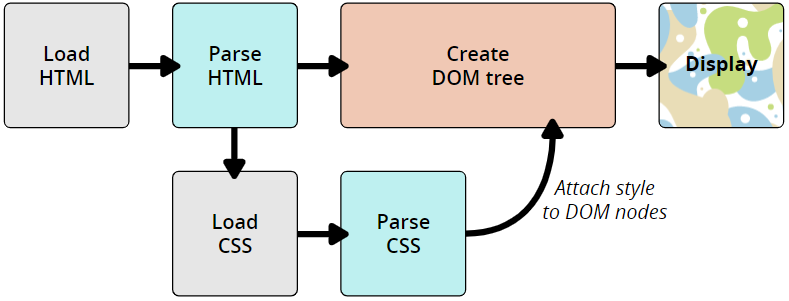 Load
HTML
Parse
HTML
Create
DOM tree
Display
Load
CSS
Parse
CSS
Attach style
to DOM nodes